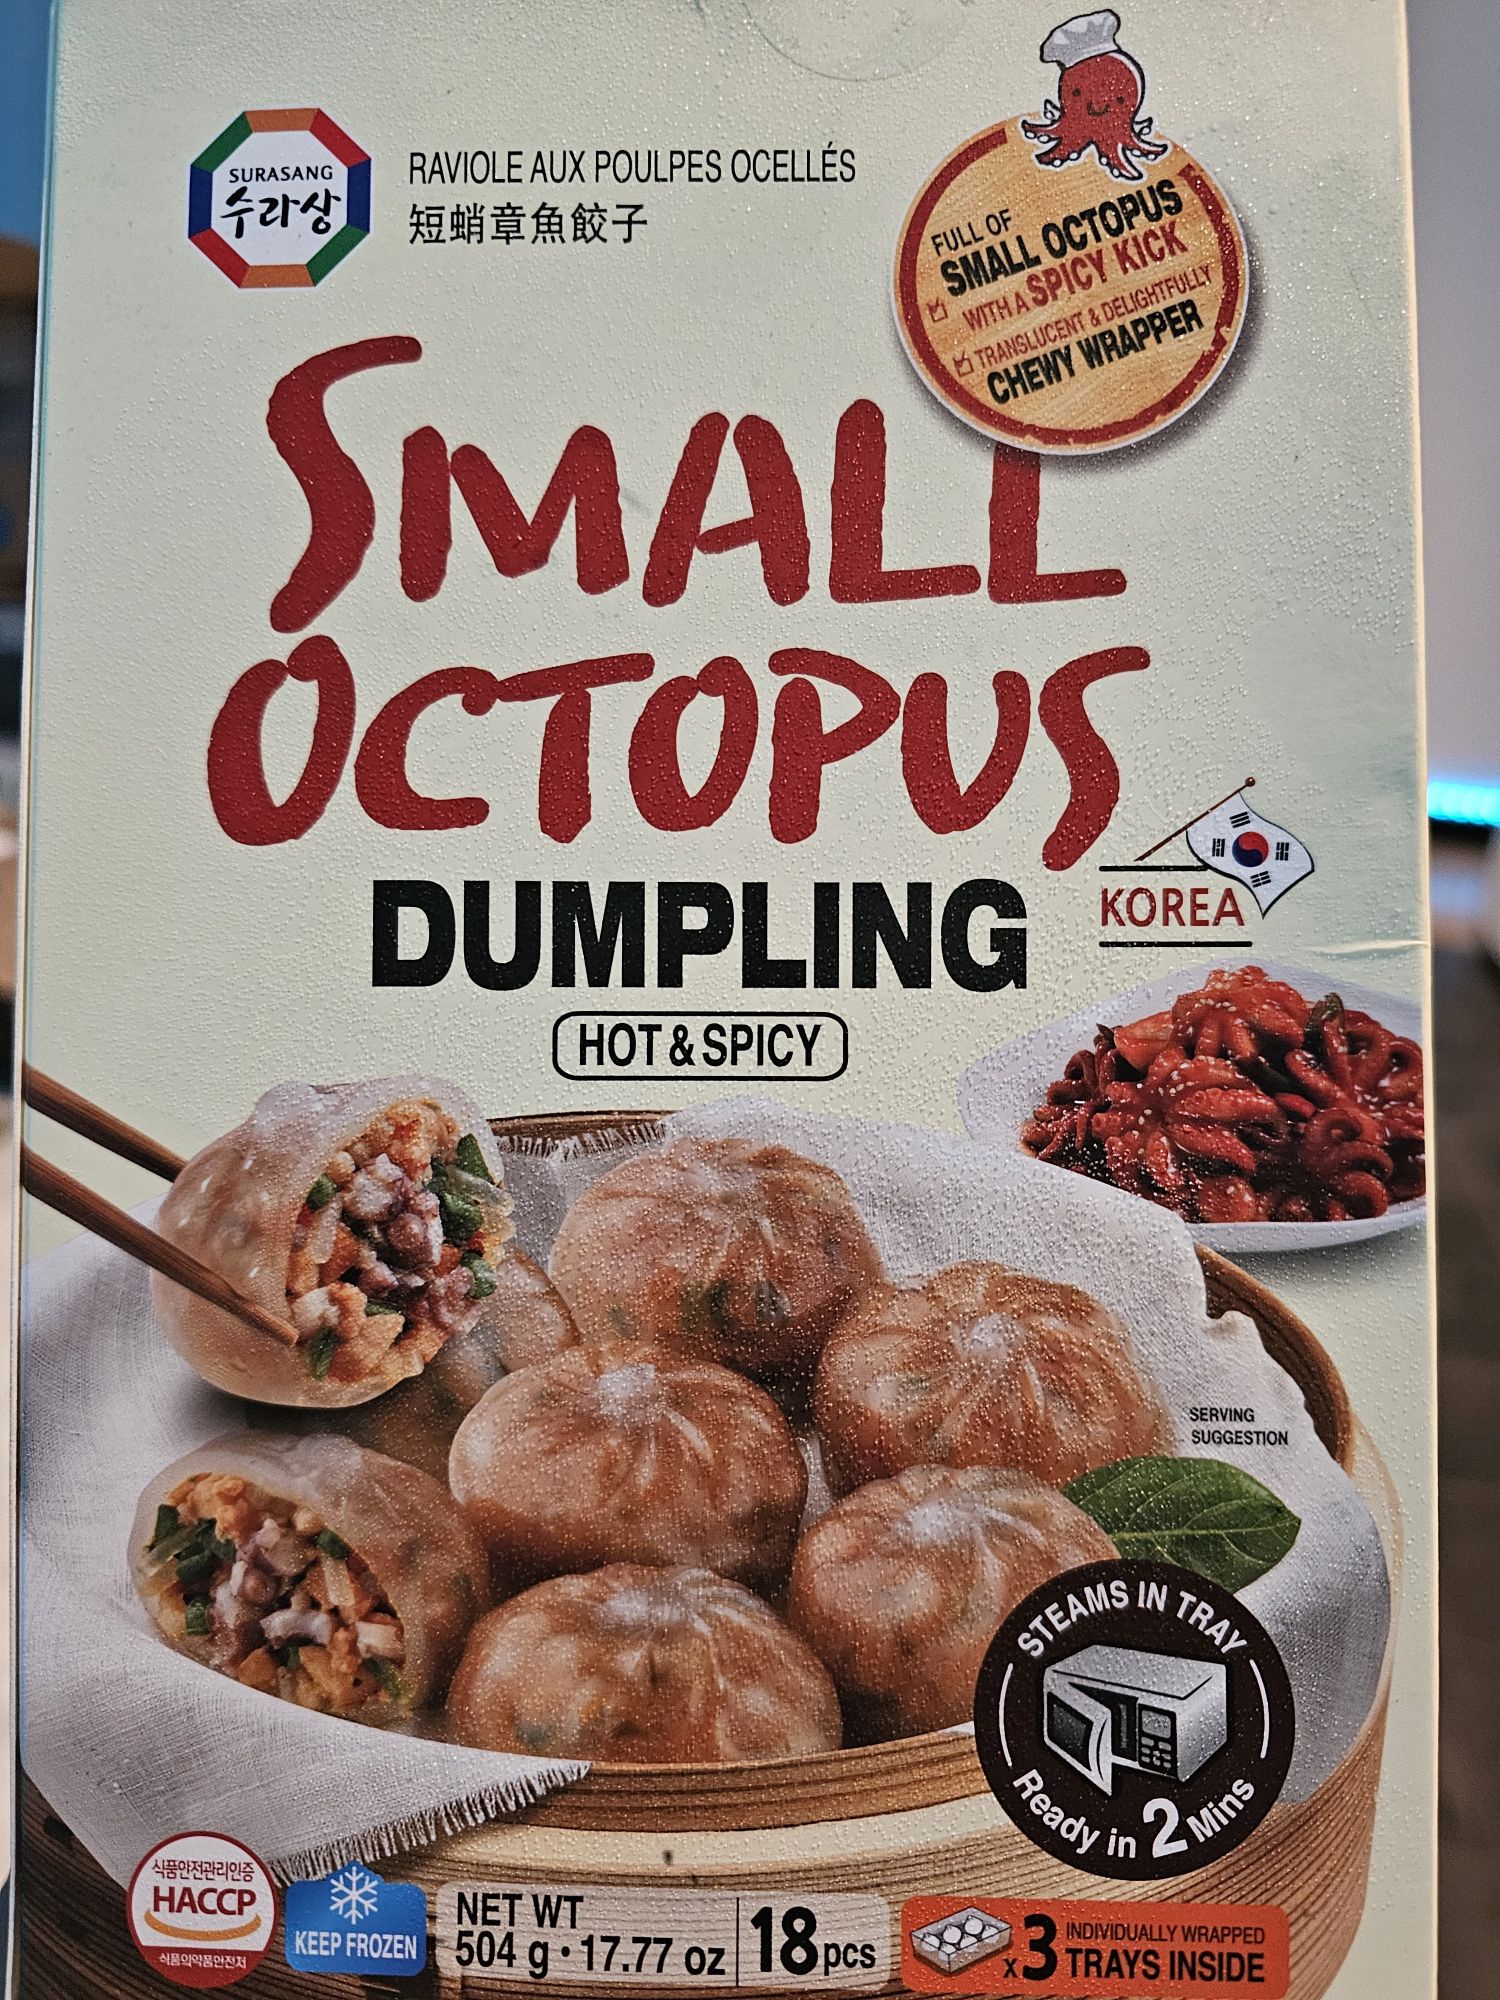 SURASANG
수라상
RAVIOLE AUX POULPES OCELLÉS
短蛸章魚餃子
FULL OF
SMALL OCTOPUS
WITH A SPICY KICK
TRANSLUCENT & DELIGHTFULLY
CHEWY WRAPPER
SMALL
OCTOPUS
DUMPLING
KOREA
HOT & SPICY
SERVING
SUGGESTION
STEAMS IN TRAY
Ready in 2 Mins
식품안전관리인증
HACCP
식품의약품안전처
KEEP FROZEN
NET WT
504 g • 17.77 oz
18 pcs
x3 INDIVIDUALLY WRAPPED
TRAYS INSIDE